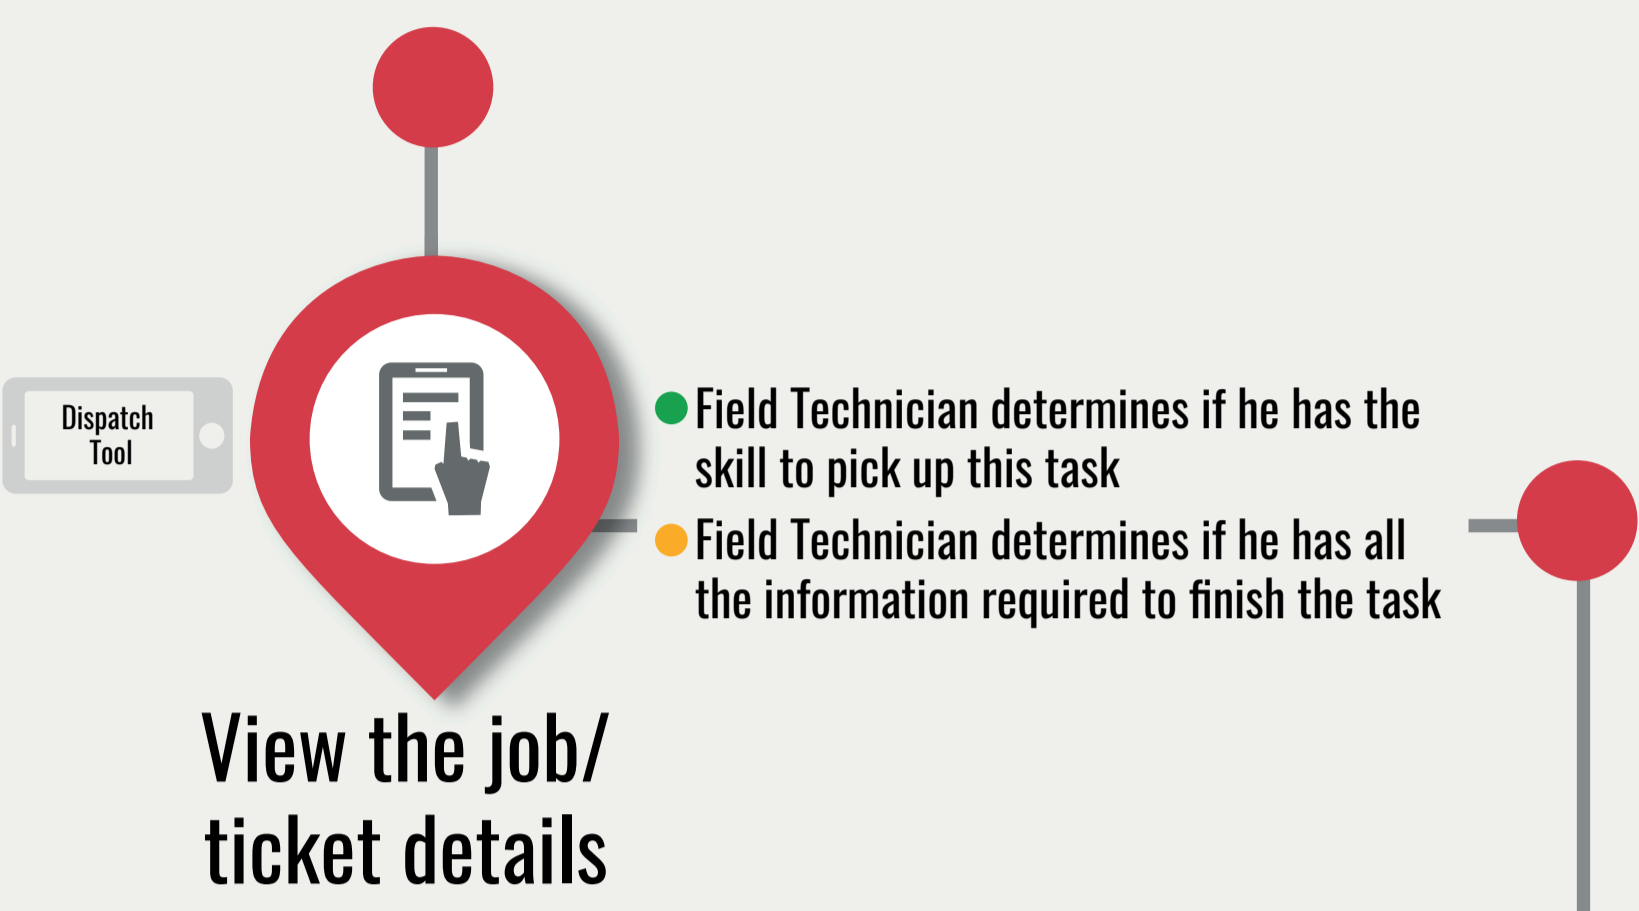 Dispatch
Tool
Field Technician determines if he has the
skill to pick up this task
Field Technician determines if he has all
the information required to finish the task
View the job/
ticket details